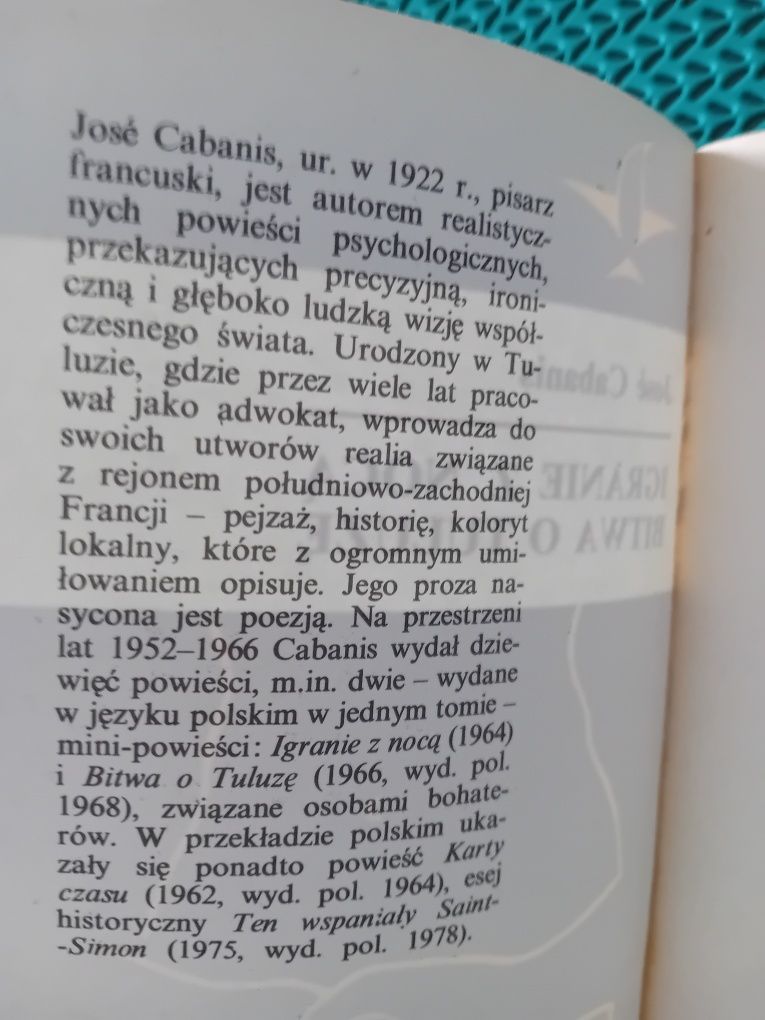 José Cabanis, ur. w 1922 r., pisarz
francuski, jest autorem realistycz-
nych powieści psychologicznych,
przekazujących precyzyjną, ironi-
czną i głęboko ludzką wizję współ-
czesnego świata. Urodzony w Tu-
luzie, gdzie przez wiele lat praco-
wał jako adwokat, wprowadza do
swoich utworów realia związane
z rejonem południowo-zachodniej
Francji – pejzaż, historię, koloryt
lokalny, które z ogromnym umi-
łowaniem opisuje. Jego proza na-
sycona jest poezją. Na przestrzeni
lat 1952–1966 Cabanis wydał dzie-
więć powieści, m.in. dwie – wydane
w języku polskim w jednym tomie –
mini-powieści: Igranie z nocą (1964)
i Bitwa o Tuluzę (1966, wyd. pol.
1968), związane osobami bohate-
rów. W przekładzie polskim uka-
zały się ponadto powieść Karty
czasu (1962, wyd. pol. 1964), esej
historyczny Ten wspaniały Saint-
-Simon (1975, wyd. pol. 1978).
José Cabanis
IGRANIE
BITWA O